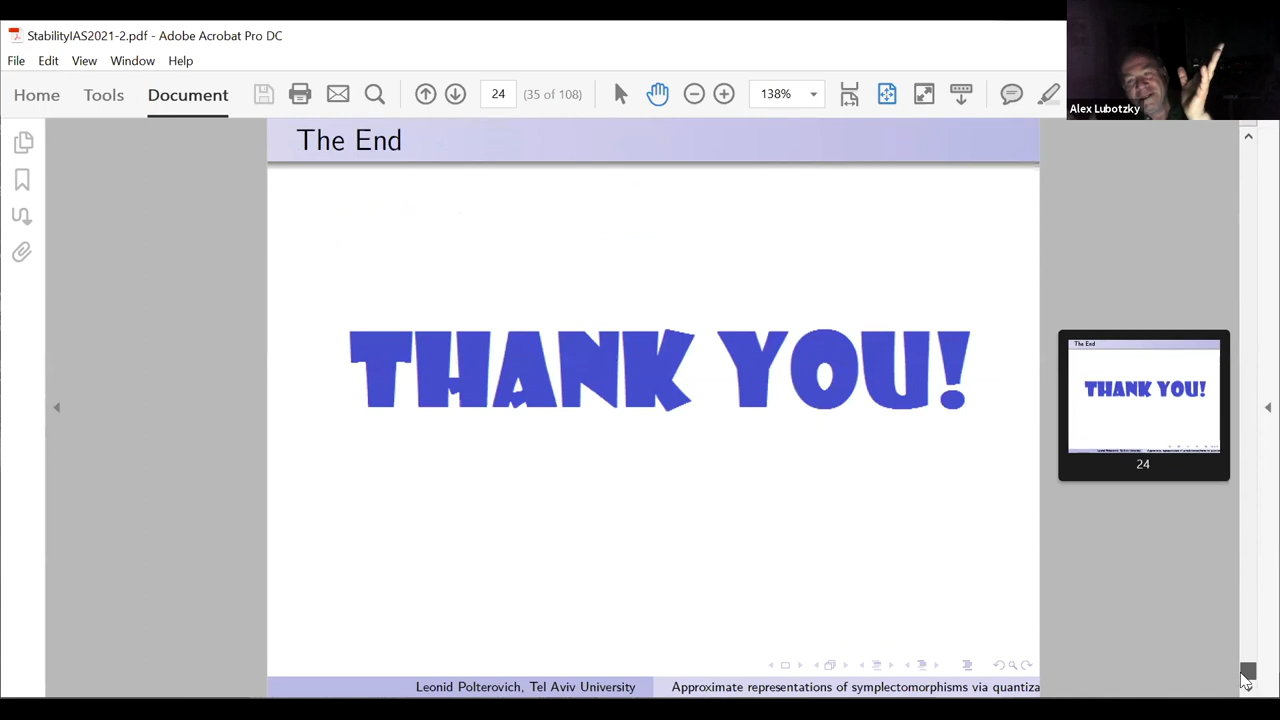 StabilityIAS2021-2.pdf - Adobe Acrobat Pro DC
File Edit View Window Help
Home Tools Document 24 (35 of 108) 138%
Alex Lubotzky
The End
THANK YOU!
The End
THANK YOU!
24
Leonid Polterovich, Tel Aviv University Approximate representations of symplectomorphisms via quantiza